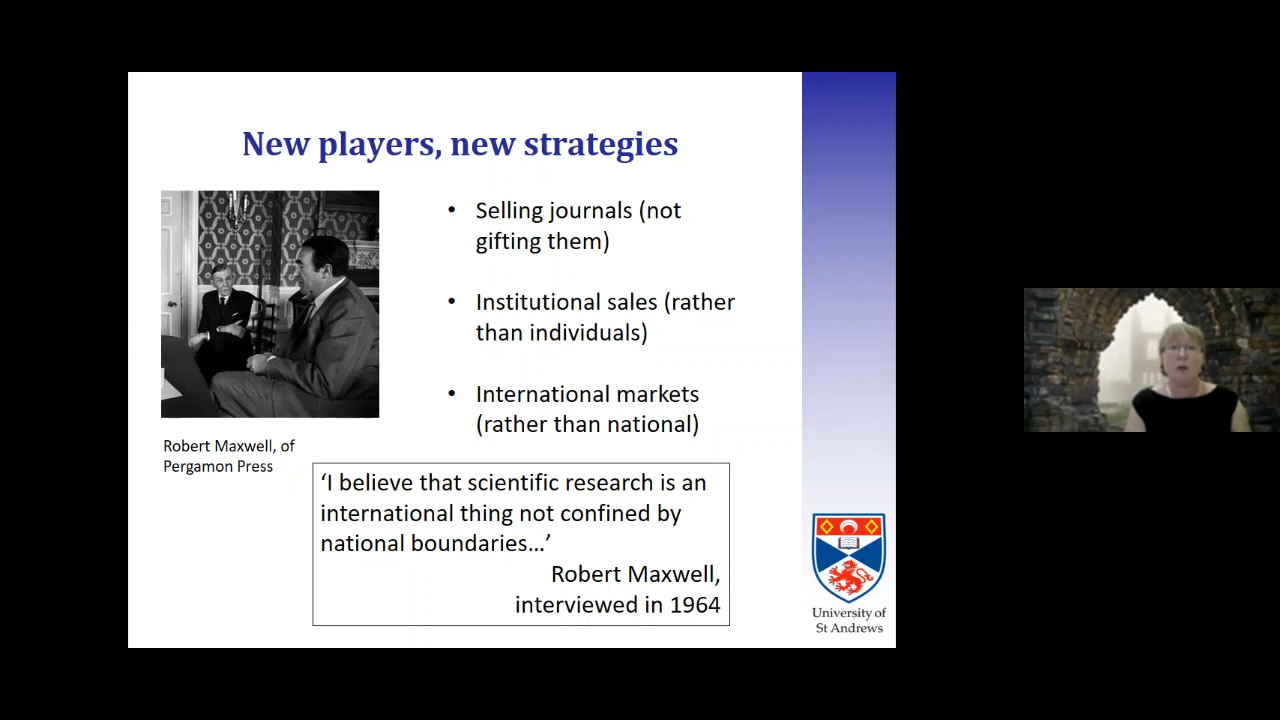 New players, new strategies
• Selling journals (not
gifting them)
• Institutional sales (rather
than individuals)
• International markets
(rather than national)
Robert Maxwell, of
Pergamon Press
‘I believe that scientific research is an
international thing not confined by
national boundaries…’
Robert Maxwell,
interviewed in 1964
University of
St Andrews